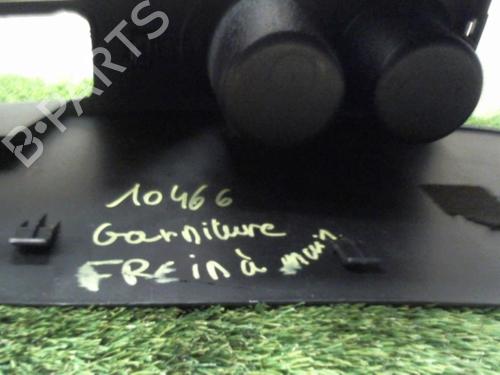 B-PARTS
10466
Garniture
FREin à main